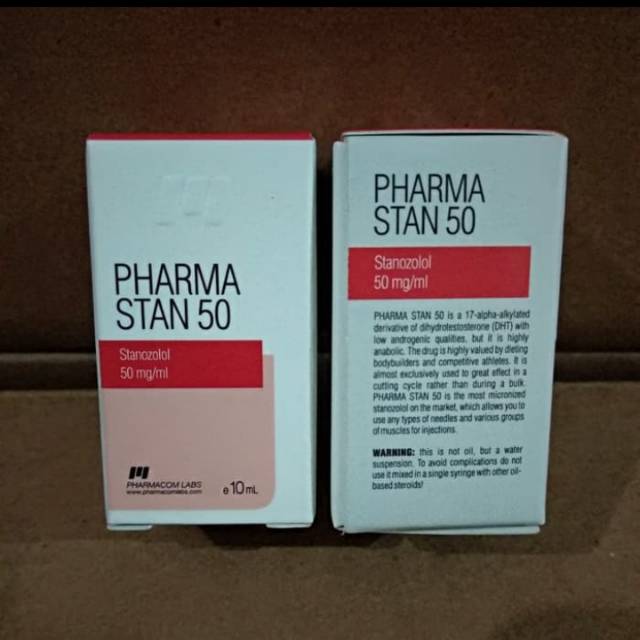 PHARMA
STAN 50
Stanozolol
50 mg/ml
PHARMACOM LABS
www.pharmacomlabs.com
e 10 mL
PHARMA
STAN 50
Stanozolol
50 mg/ml
PHARMA STAN 50 is a 17-alpha-alkylated
derivative of dihydrotestosterone (DHT) with
low androgenic qualities, but it is highly
anabolic. The drug is highly valued by dieting
bodybuilders and competitive athletes. It is
almost exclusively used to great effect in a
cutting cycle rather than during a bulk.
PHARMA STAN 50 is the most micronized
stanozolol on the market, which allows you to
use any types of needles and various groups
of muscles for injections.
WARNING: this is not oil, but a water
suspension. To avoid complications do not
use it mixed in a single syringe with other oil-
based steroids!